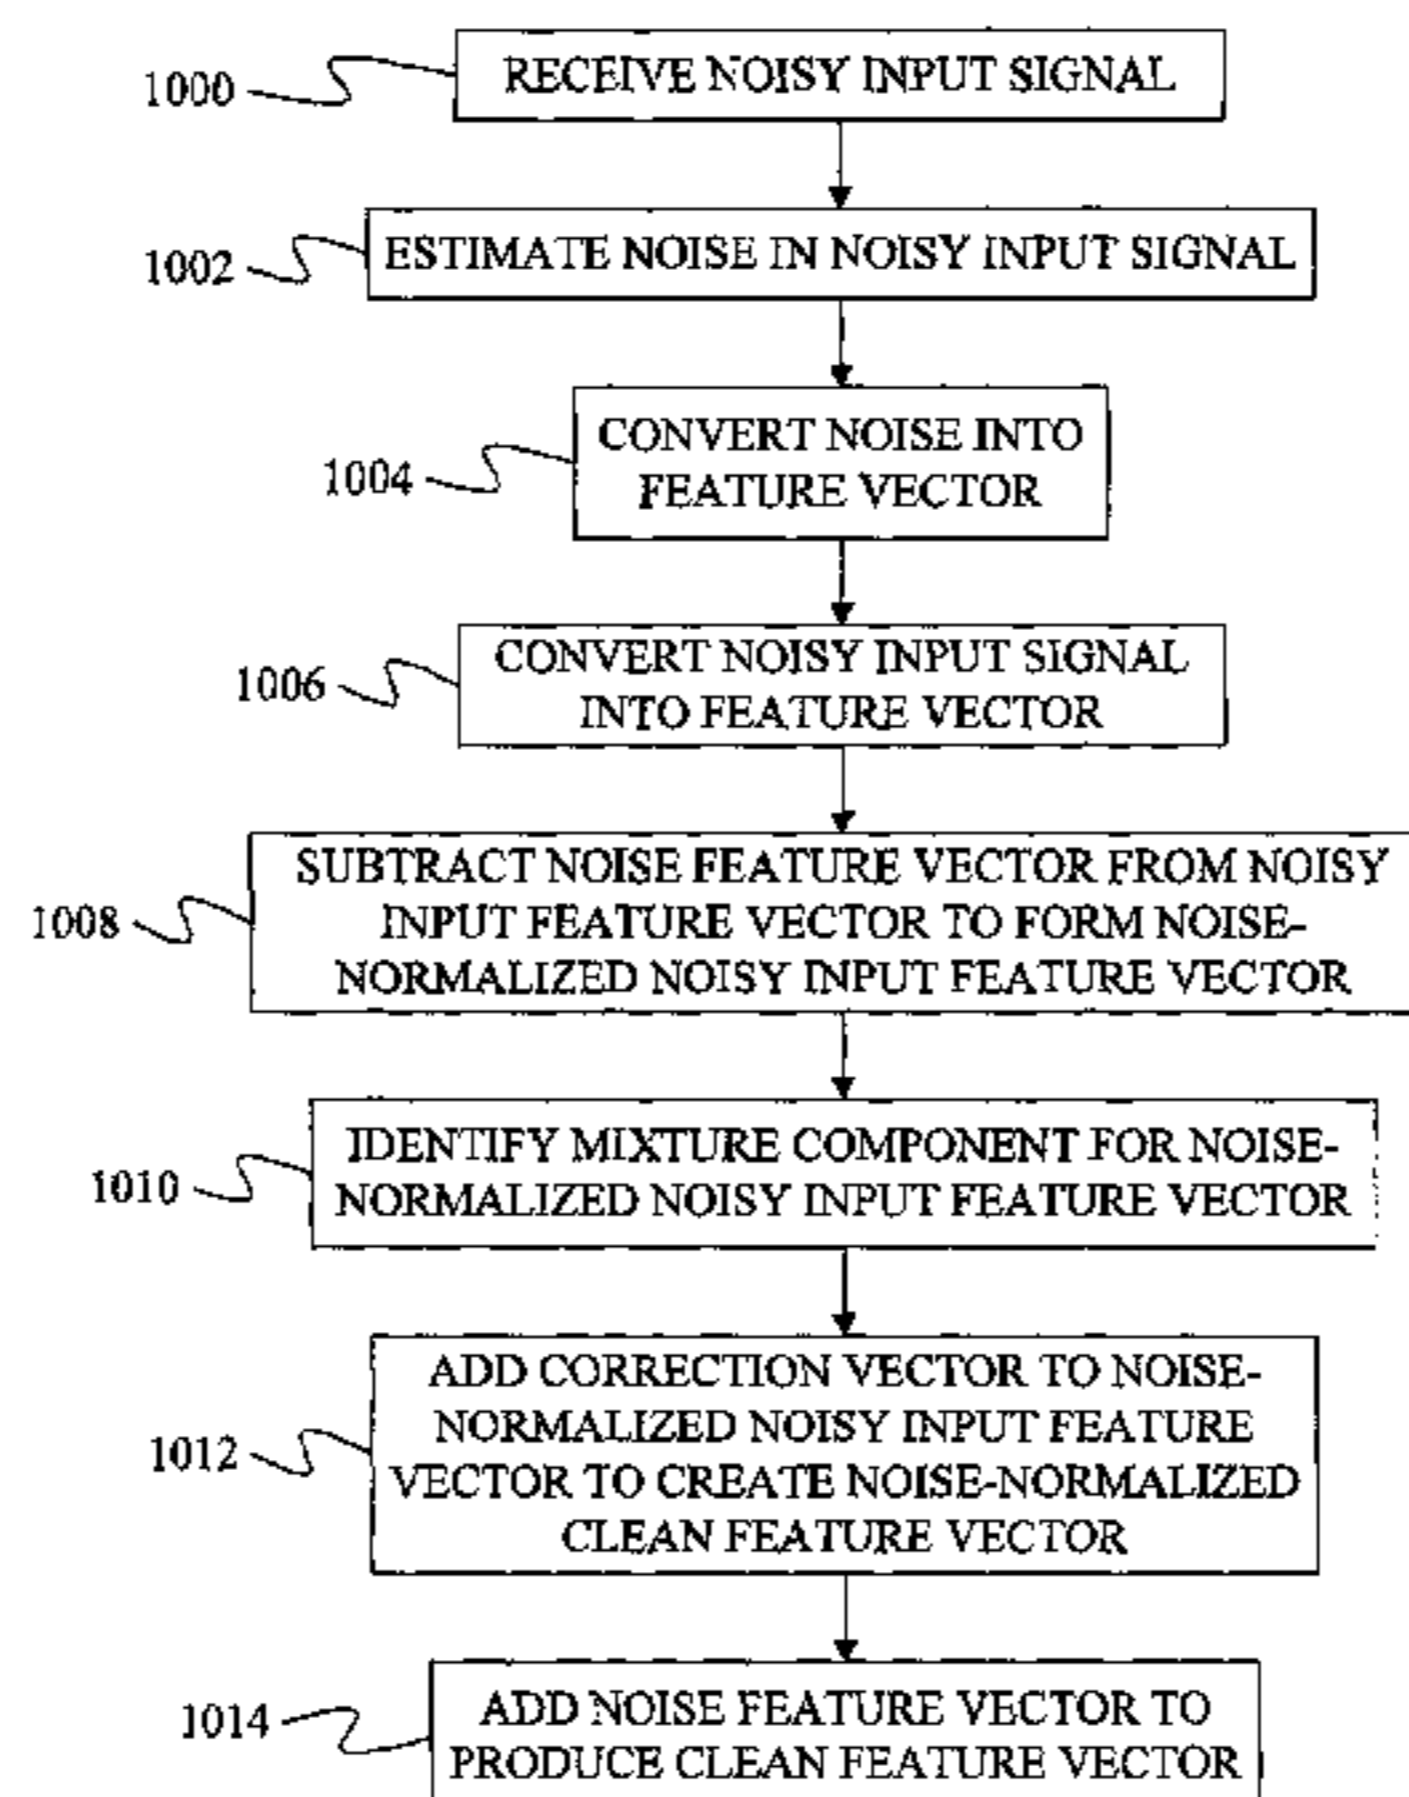 1000
RECEIVE NOISY INPUT SIGNAL
1002
ESTIMATE NOISE IN NOISY INPUT SIGNAL
1004
CONVERT NOISE INTO
FEATURE VECTOR
1006
CONVERT NOISY INPUT SIGNAL
INTO FEATURE VECTOR
1008
SUBTRACT NOISE FEATURE VECTOR FROM NOISY
INPUT FEATURE VECTOR TO FORM NOISE-
NORMALIZED NOISY INPUT FEATURE VECTOR
1010
IDENTIFY MIXTURE COMPONENT FOR NOISE-
NORMALIZED NOISY INPUT FEATURE VECTOR
1012
ADD CORRECTION VECTOR TO NOISE-
NORMALIZED NOISY INPUT FEATURE
VECTOR TO CREATE NOISE-NORMALIZED
CLEAN FEATURE VECTOR
1014
ADD NOISE FEATURE VECTOR TO
PRODUCE CLEAN FEATURE VECTOR